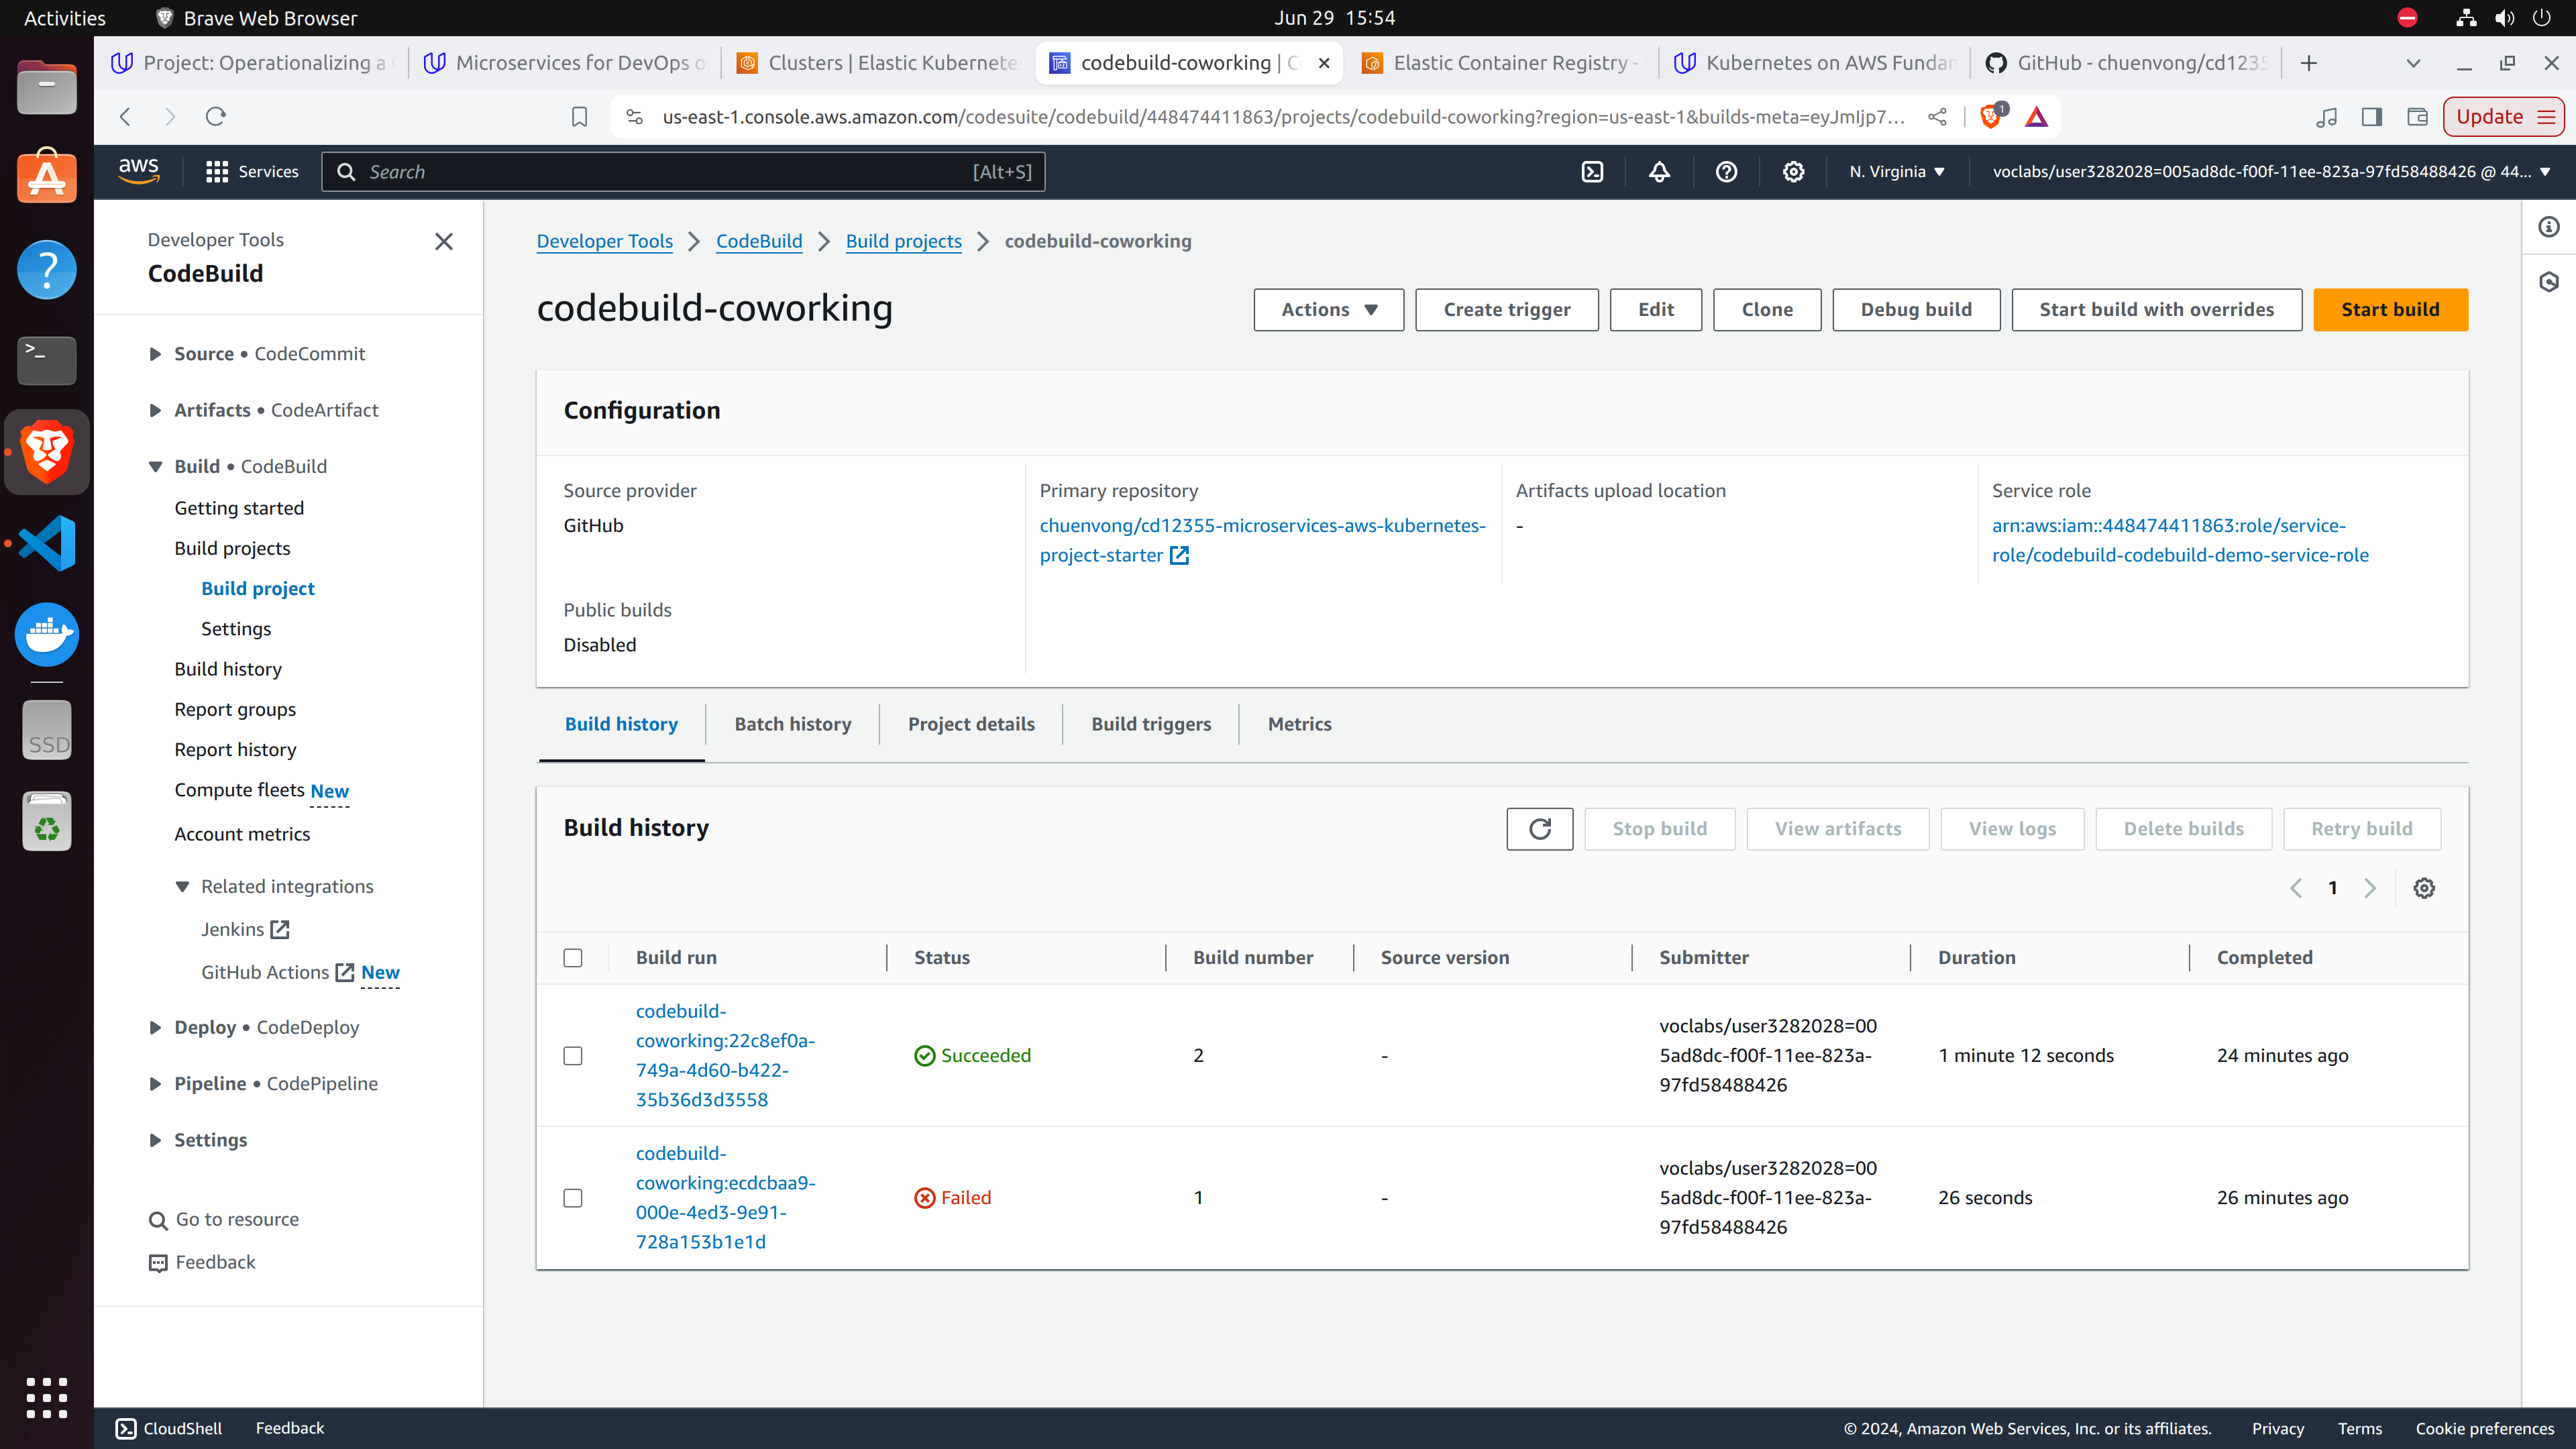 Activities
Brave Web Browser
Jun 29 15:54
Project: Operationalizing a
Microservices for DevOps
Clusters | Elastic Kubernete
codebuild-coworking |
Elastic Container Registry -
Kubernetes on AWS Fundam
GitHub - chuenvong/cd1235
us-east-1.console.aws.amazon.com/codesuite/codebuild/448474411863/projects/codebuild-coworking?region=us-east-1&builds-meta=eyJmIjp7...
1
Update
aws
Services
Search
[Alt+S]
N. Virginia
voclabs/user3282028=005ad8dc-f00f-11ee-823a-97fd58488426 @ 44...
Developer Tools
CodeBuild
Source • CodeCommit
Artifacts • CodeArtifact
Build • CodeBuild
Getting started
Build projects
Build project
Settings
Build history
Report groups
Report history
Compute fleets New
Account metrics
Related integrations
Jenkins
GitHub Actions New
Deploy • CodeDeploy
Pipeline • CodePipeline
Settings
Go to resource
Feedback
SSD
Developer Tools
CodeBuild
Build projects
codebuild-coworking
codebuild-coworking
Actions
Create trigger
Edit
Clone
Debug build
Start build with overrides
Start build
Configuration
Source provider
GitHub
Primary repository
chuenvong/cd12355-microservices-aws-kubernetes-
project-starter
Artifacts upload location
-
Service role
arn:aws:iam::448474411863:role/service-
role/codebuild-codebuild-demo-service-role
Public builds
Disabled
Build history
Batch history
Project details
Build triggers
Metrics
Build history
Stop build
View artifacts
View logs
Delete builds
Retry build
1
Build run
Status
Build number
Source version
Submitter
Duration
Completed
codebuild-
coworking:22c8ef0a-
749a-4d60-b422-
35b36d3d3558
Succeeded
2
-
voclabs/user3282028=00
5ad8dc-f00f-11ee-823a-
97fd58488426
1 minute 12 seconds
24 minutes ago
codebuild-
coworking:ecdcbaa9-
000e-4ed3-9e91-
728a153b1e1d
Failed
1
-
voclabs/user3282028=00
5ad8dc-f00f-11ee-823a-
97fd58488426
26 seconds
26 minutes ago
CloudShell
Feedback
© 2024, Amazon Web Services, Inc. or its affiliates.
Privacy
Terms
Cookie preferences